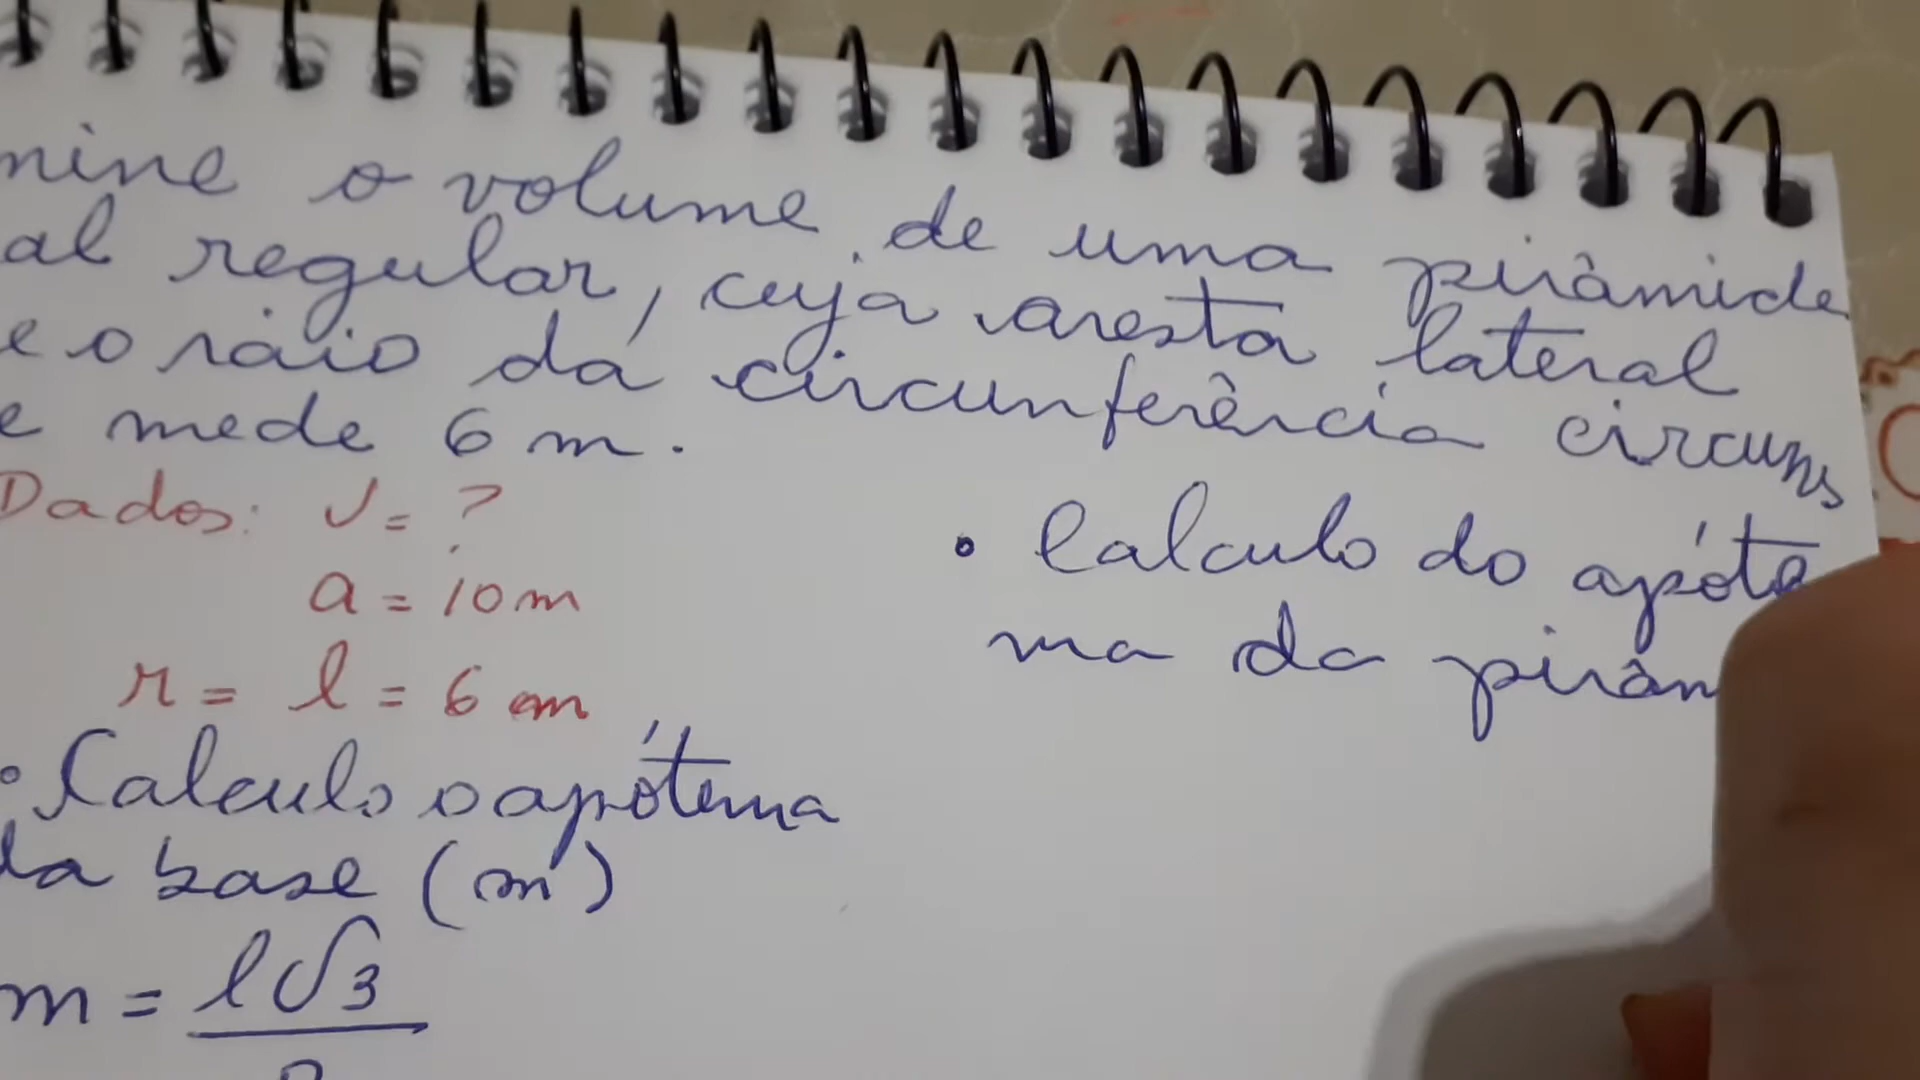 mine o volume de uma pirâmide
al regular, cuja aresta lateral
e o raio da circunferência circuns
e mede 6 m.
Dados: V = ?
a = 10 m
r = l = 6 cm
• Calculo do apóte
ma da pirâm
• Calculo o apótema
da base (m)
m = l√3